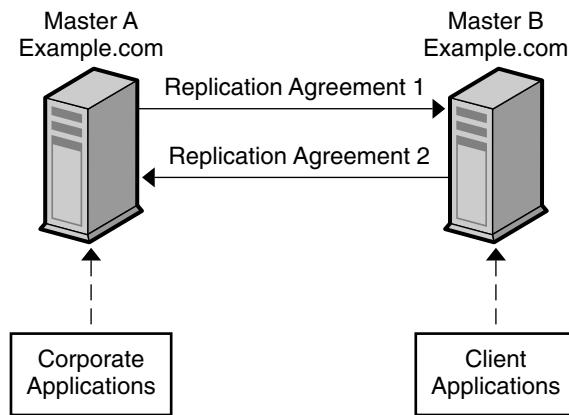 Master A
Example.com
Master B
Example.com
Replication Agreement 1
Replication Agreement 2
Corporate
Applications
Client
Applications